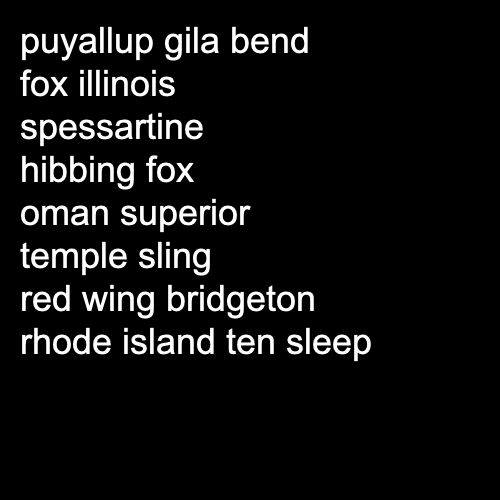 puyallup gila bend
fox illinois
spessartine
hibbing fox
oman superior
temple sling
red wing bridgeton
rhode island ten sleep